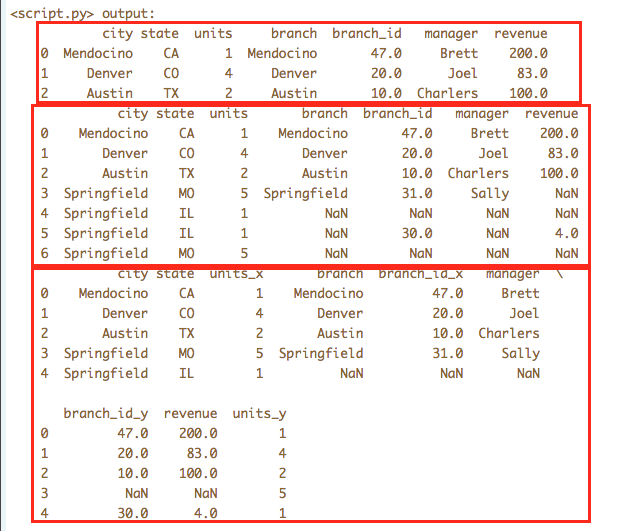 <script.py> output:
city state units branch branch_id manager revenue
0 Mendocino CA 1 Mendocino 47.0 Brett 200.0
1 Denver CO 4 Denver 20.0 Joel 83.0
2 Austin TX 2 Austin 10.0 Charlers 100.0
city state units branch branch_id manager revenue
0 Mendocino CA 1 Mendocino 47.0 Brett 200.0
1 Denver CO 4 Denver 20.0 Joel 83.0
2 Austin TX 2 Austin 10.0 Charlers 100.0
3 Springfield MO 5 Springfield 31.0 Sally NaN
4 Springfield IL 1 NaN NaN NaN NaN
5 Springfield IL 1 NaN 30.0 NaN 4.0
6 Springfield MO 5 NaN NaN NaN NaN
city state units_x branch branch_id_x manager \
0 Mendocino CA 1 Mendocino 47.0 Brett
1 Denver CO 4 Denver 20.0 Joel
2 Austin TX 2 Austin 10.0 Charlers
3 Springfield MO 5 Springfield 31.0 Sally
4 Springfield IL 1 NaN NaN NaN
branch_id_y revenue units_y
0 47.0 200.0 1
1 20.0 83.0 4
2 10.0 100.0 2
3 NaN NaN 5
4 30.0 4.0 1